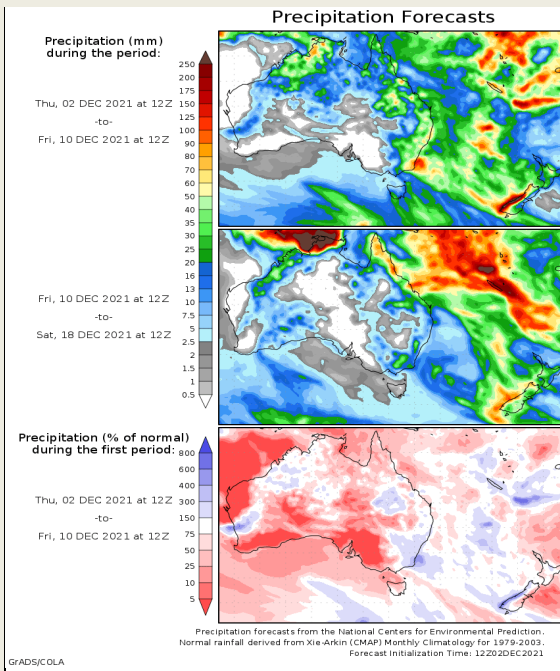 Precipitation Forecasts
Precipitation (mm)
during the period:
Thu, 02 DEC 2021 at 12Z
-to-
Fri, 10 DEC 2021 at 12Z
250
200
175
150
125
100
90
80
70
60
50
40
35
30
25
20
16
13
10
7.5
5
2.5
2
1.5
1
0.5
Fri, 10 DEC 2021 at 12Z
-to-
Sat, 18 DEC 2021 at 12Z
Precipitation (% of normal)
during the first period:
Thu, 02 DEC 2021 at 12Z
-to-
Fri, 10 DEC 2021 at 12Z
800
600
400
300
150
75
50
25
10
5
Precipitation forecasts from the National Centers for Environmental Prediction.
Normal rainfall derived from Xie-Arkin (CMAP) Monthly Climatology for 1979-2003.
Forecast Initialization Time: 12Z02DEC2021
GrADS/COLA